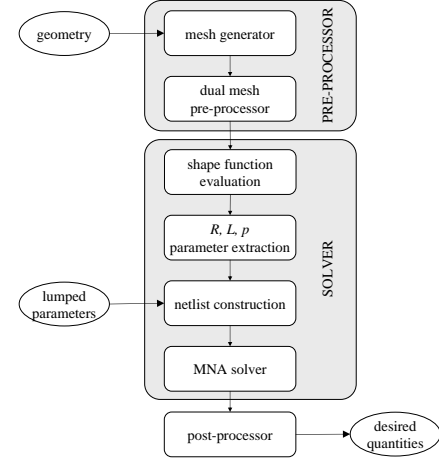 geometry
mesh generator
dual mesh
pre-processor
PRE-PROCESSOR
shape function
evaluation
R, L, p
parameter extraction
SOLVER
lumped
parameters
netlist construction
MNA solver
post-processor
desired
quantities